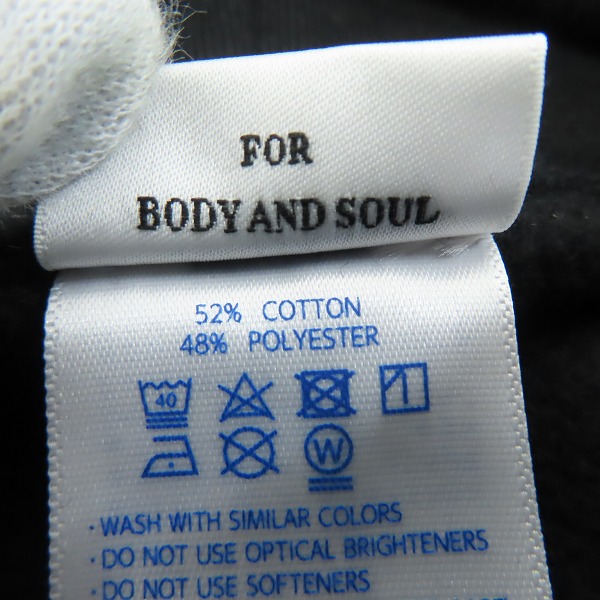 FOR
BODY AND SOUL
52% COTTON
48% POLYESTER
40
W
· WASH WITH SIMILAR COLORS
· DO NOT USE OPTICAL BRIGHTENERS
· DO NOT USE SOFTENERS